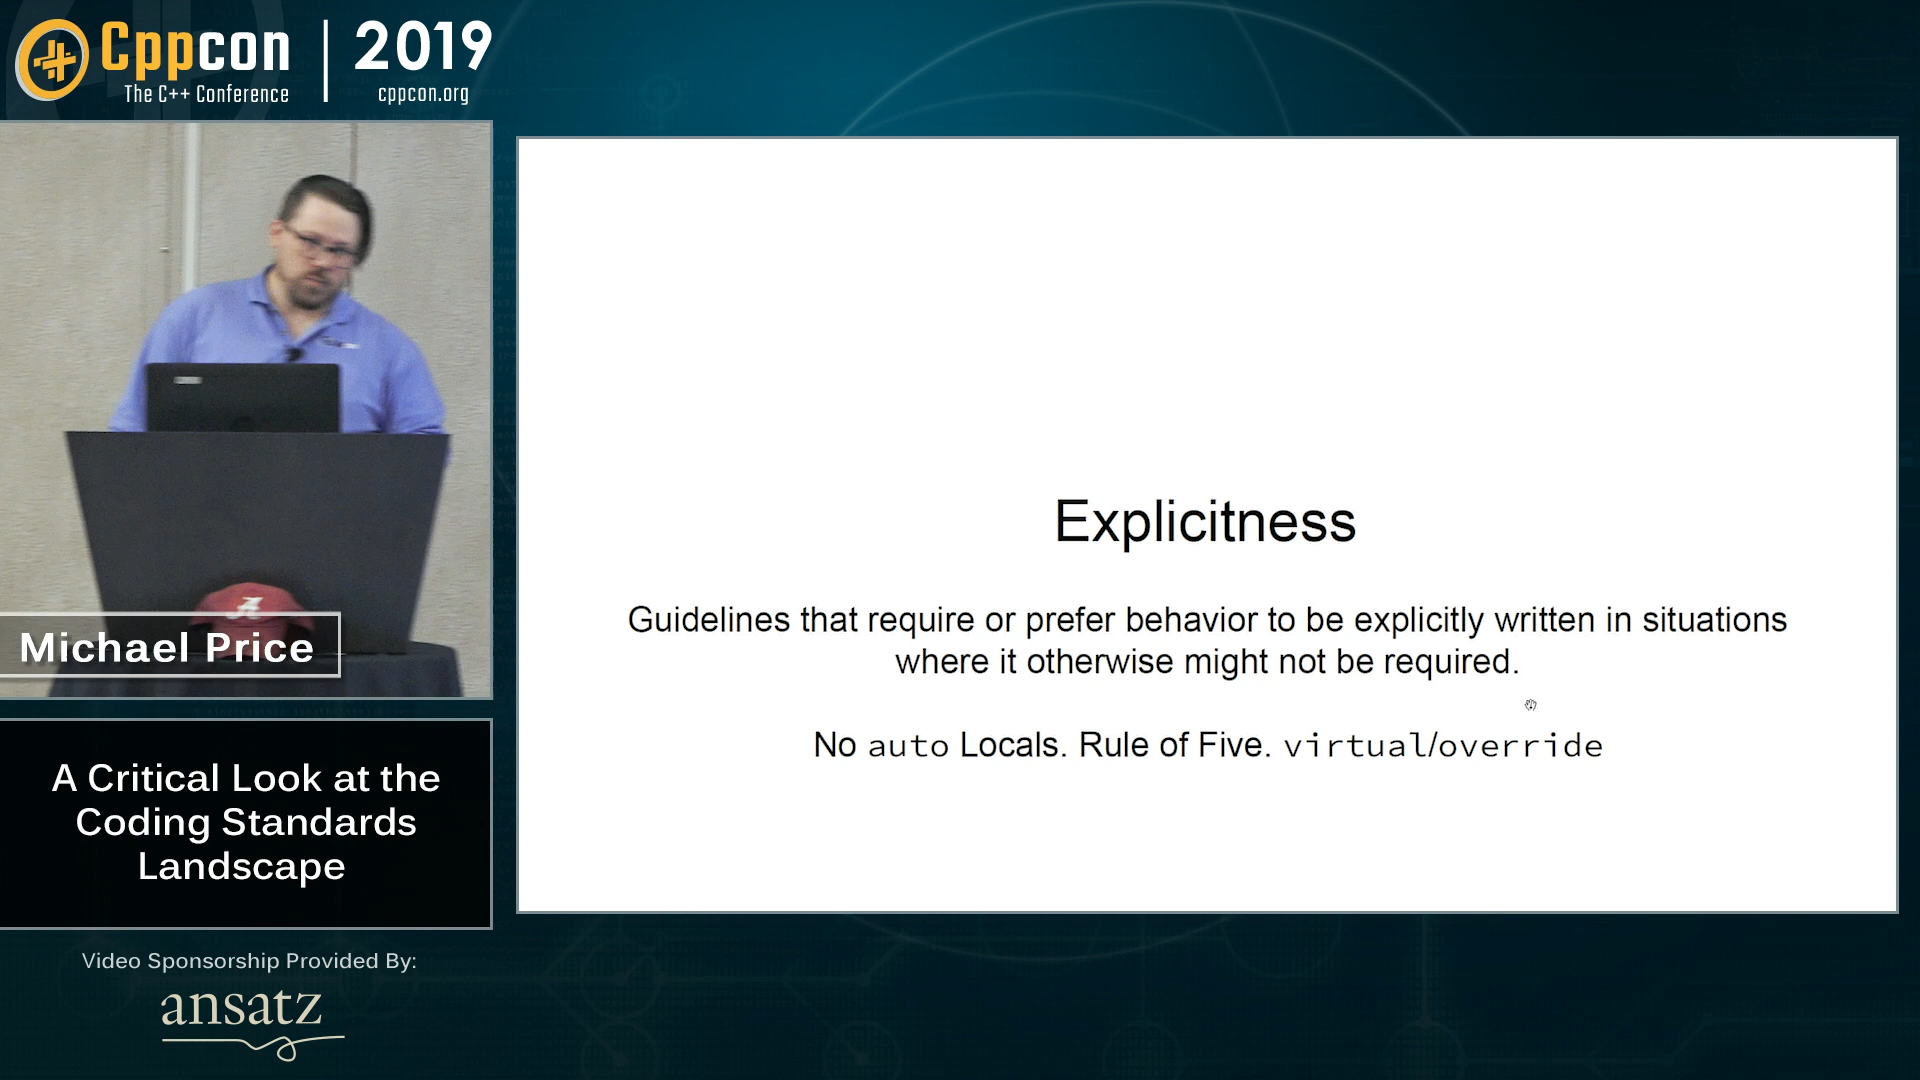 Cppcon
The C++ Conference
2019
cppcon.org
Michael Price
A Critical Look at the
Coding Standards
Landscape
Video Sponsorship Provided By:
ansatz
Explicitness
Guidelines that require or prefer behavior to be explicitly written in situations
where it otherwise might not be required.
No auto Locals. Rule of Five. virtual/override
A